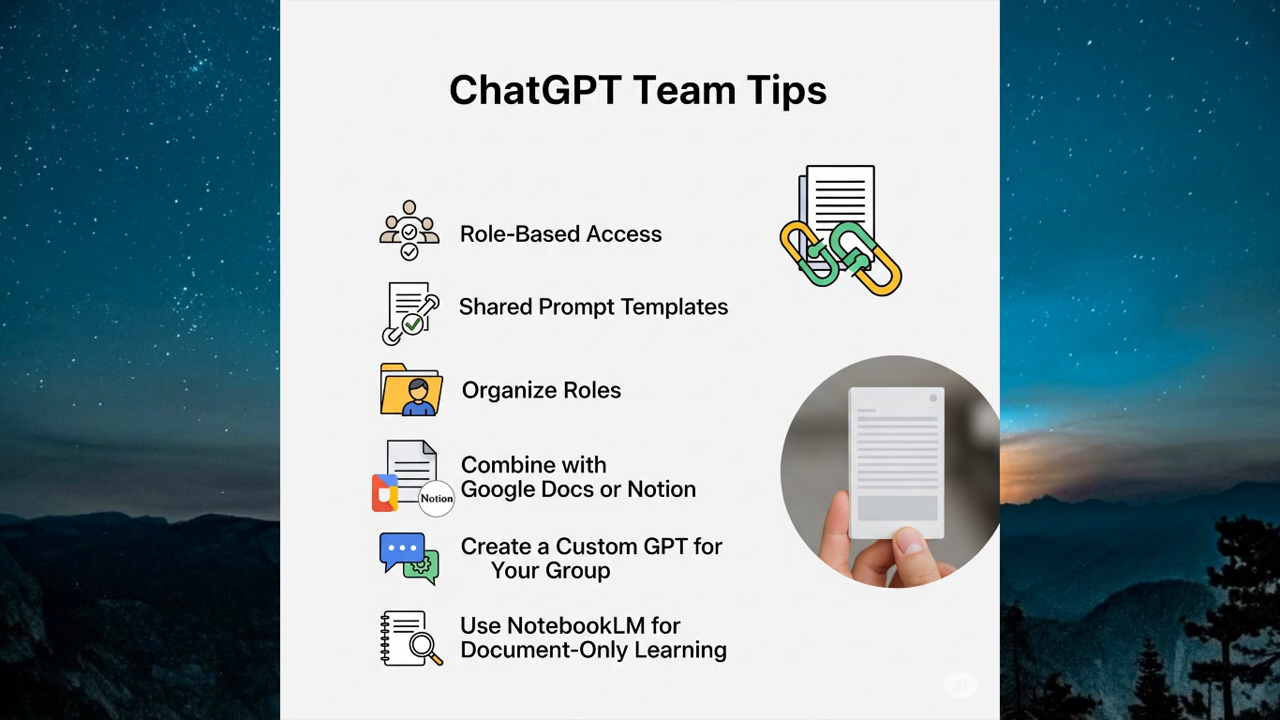 ChatGPT Team Tips
Role-Based Access
Shared Prompt Templates
Organize Roles
Combine with
Google Docs or Notion
Notion
Create a Custom GPT for
Your Group
Use NotebookLM for
Document-Only Learning